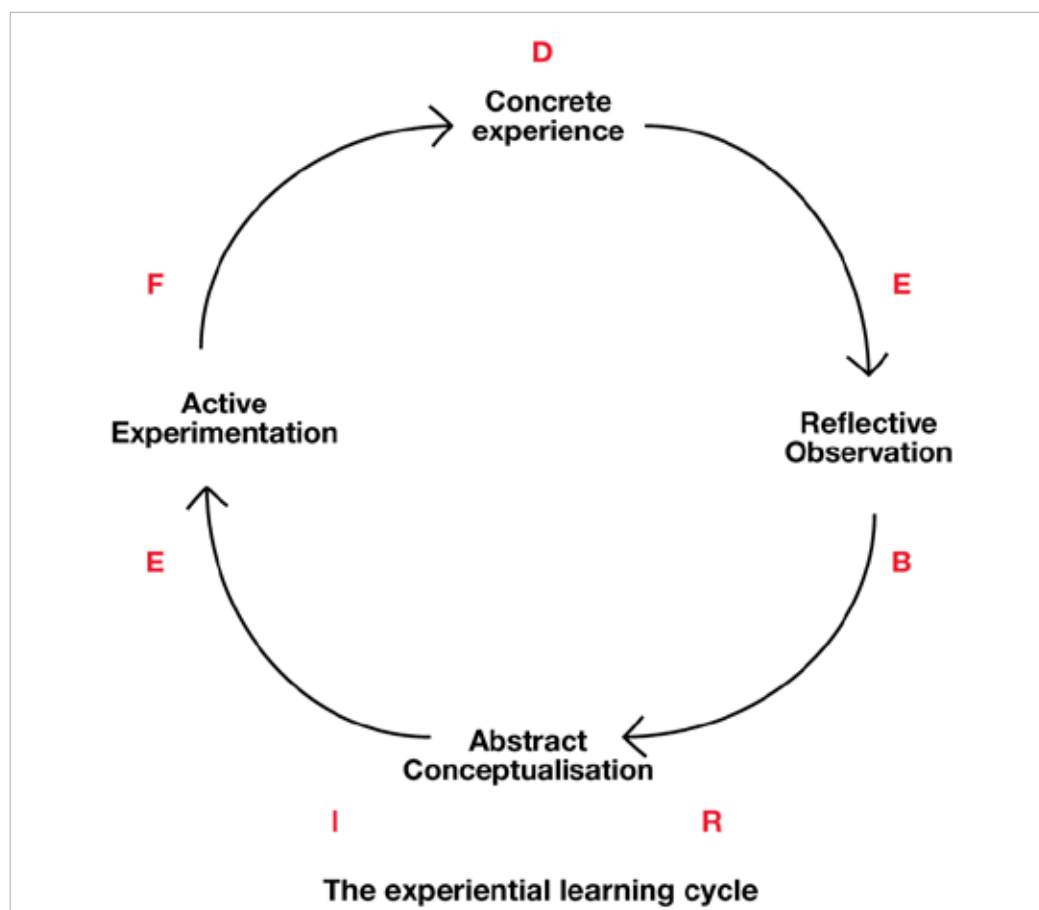 D
Concrete
experience
F
E
Active
Experimentation
Reflective
Observation
E
B
Abstract
Conceptualisation
I
R
The experiential learning cycle